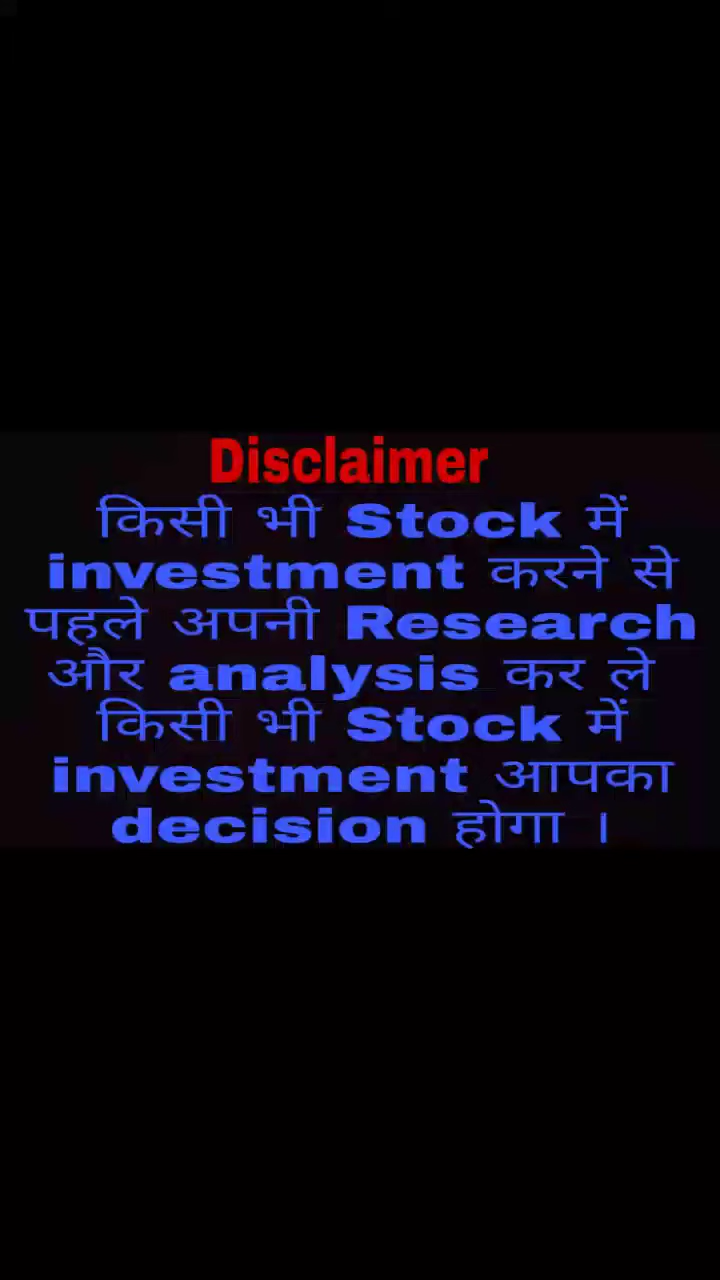 Disclaimer
किसी भी Stock में
investment करने से
पहले अपनी Research
और analysis कर ले
किसी भी Stock में
investment आपका
decision होगा ।